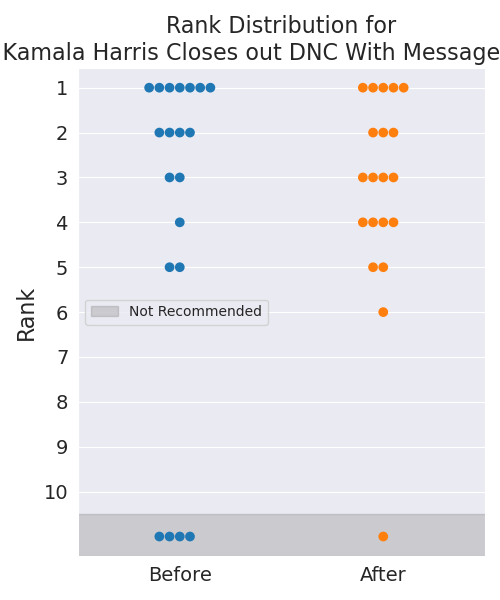 Rank Distribution for
Kamala Harris Closes out DNC With Message
1
2
3
4
5
6
7
8
9
10
Rank
Not Recommended
Before
After